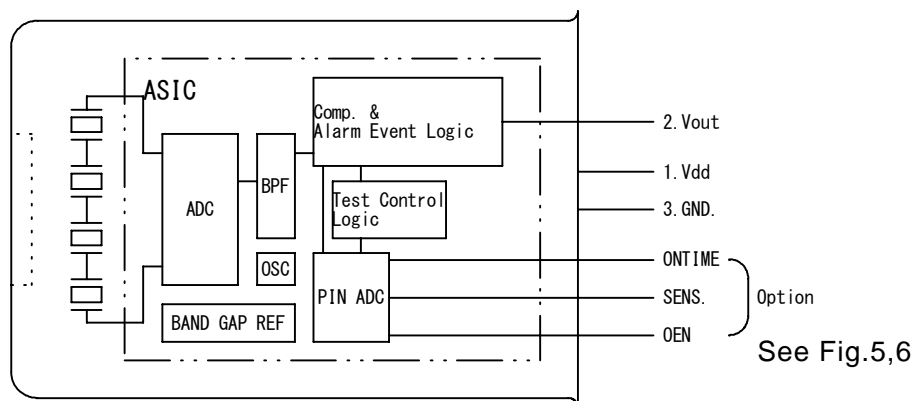 ASIC
Comp. &
Alarm Event Logic
2.Vout
1.Vdd
ADC
BPF
Test Control
Logic
3.GND.
OSC
PIN ADC
ONTIME
SENS.
Option
BAND GAP REF
OEN
See Fig.5,6